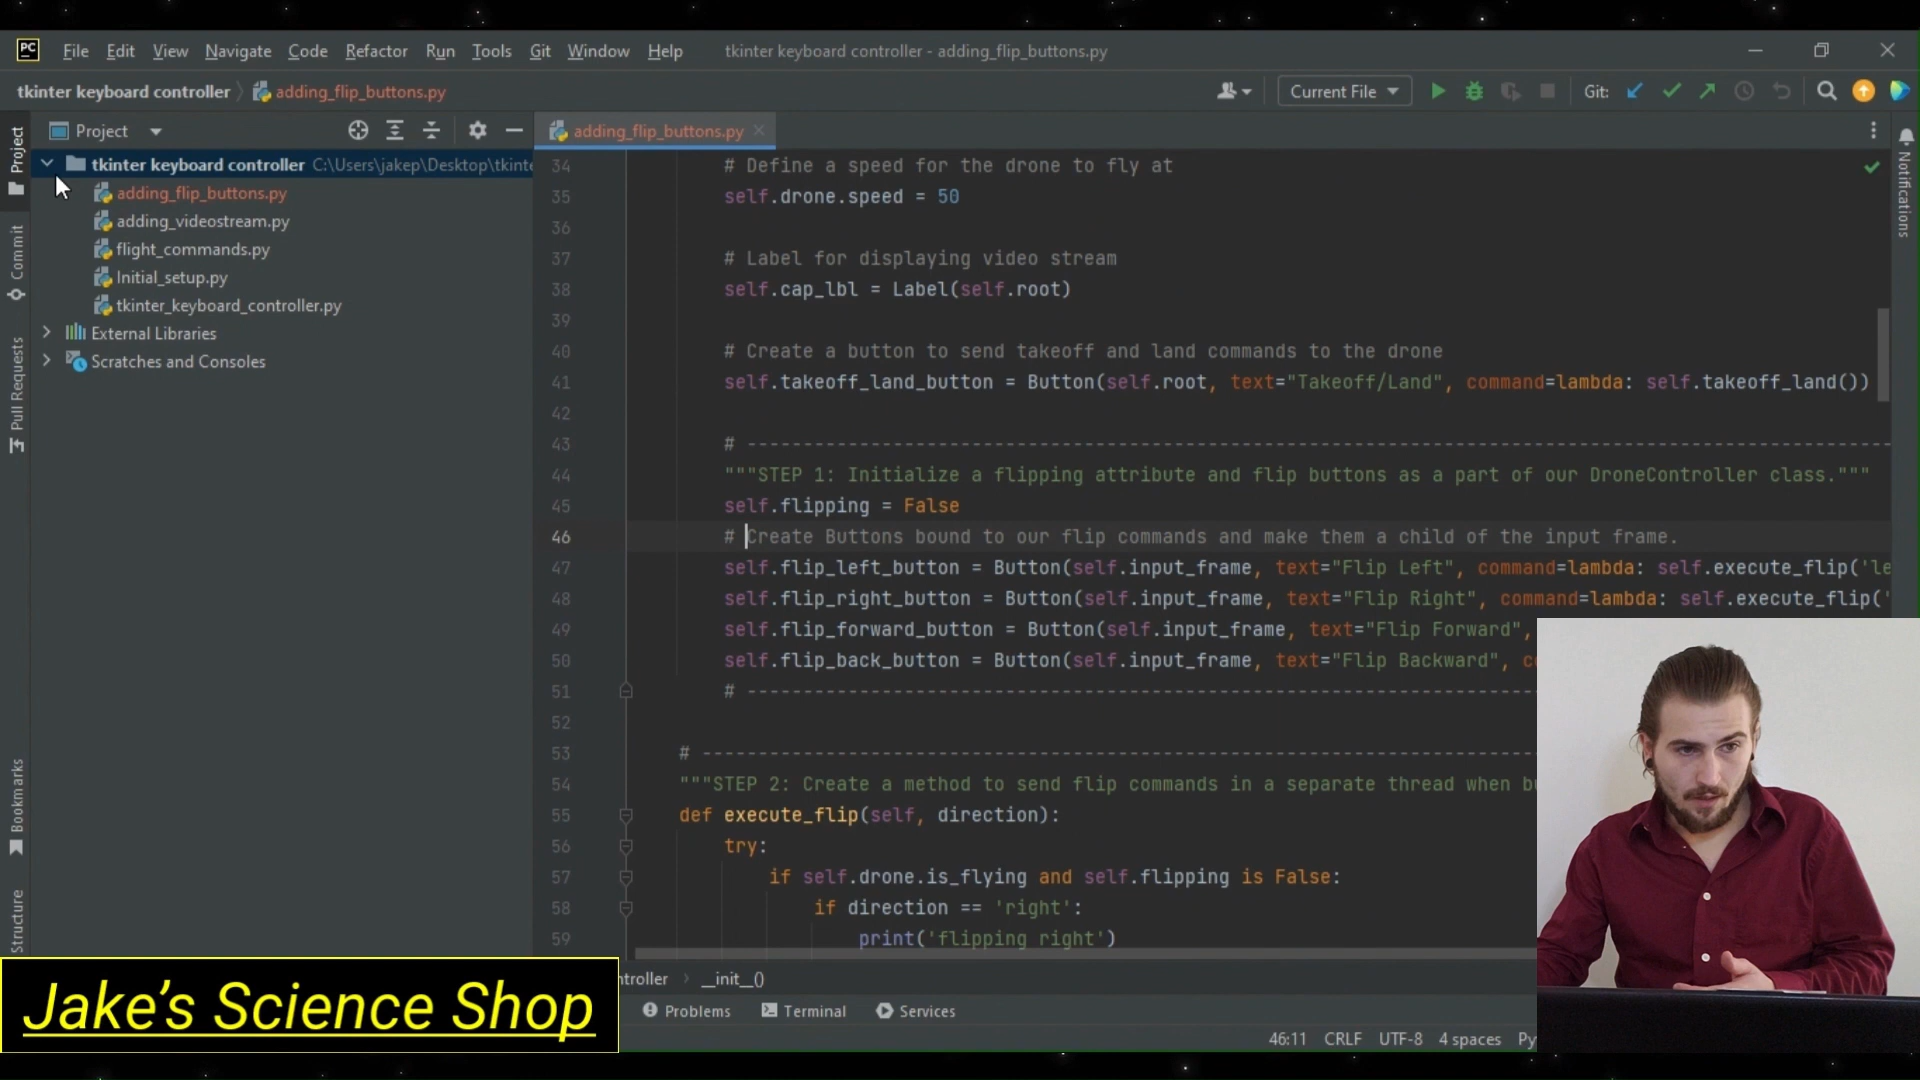 PC File Edit View Navigate Code Refactor Run Tools Git Window Help tkinter keyboard controller - adding_flip_buttons.py
tkinter keyboard controller adding_flip_buttons.py Current File Git:
Project adding_flip_buttons.py
tkinter keyboard controller C:\Users\jakep\Desktop\tkinte
adding_flip_buttons.py
adding_videostream.py
flight_commands.py
Initial_setup.py
tkinter_keyboard_controller.py
External Libraries
Scratches and Consoles
Project
Commit
Pull Requests
Bookmarks
Structure
34 # Define a speed for the drone to fly at
35 self.drone.speed = 50
36
37 # Label for displaying video stream
38 self.cap_lbl = Label(self.root)
39
40 # Create a button to send takeoff and land commands to the drone
41 self.takeoff_land_button = Button(self.root, text="Takeoff/Land", command=lambda: self.takeoff_land())
42
43 # ------------------------------------------------------------------------------------------------------
44 """STEP 1: Initialize a flipping attribute and flip buttons as a part of our DroneController class."""
45 self.flipping = False
46 # Create Buttons bound to our flip commands and make them a child of the input frame.
47 self.flip_left_button = Button(self.input_frame, text="Flip Left", command=lambda: self.execute_flip('le
48 self.flip_right_button = Button(self.input_frame, text="Flip Right", command=lambda: self.execute_flip('
49 self.flip_forward_button = Button(self.input_frame, text="Flip Forward",
50 self.flip_back_button = Button(self.input_frame, text="Flip Backward", c
51 # ----------------------------------------------------------------------
52
53 # --------------------------------------------------------------------------
54 """STEP 2: Create a method to send flip commands in a separate thread when b
55 def execute_flip(self, direction):
56 try:
57 if self.drone.is_flying and self.flipping is False:
58 if direction == 'right':
59 print('flipping right')
Notifications
ntroller __init__()
Problems Terminal Services
46:11 CRLF UTF-8 4 spaces Py
Jake's Science Shop